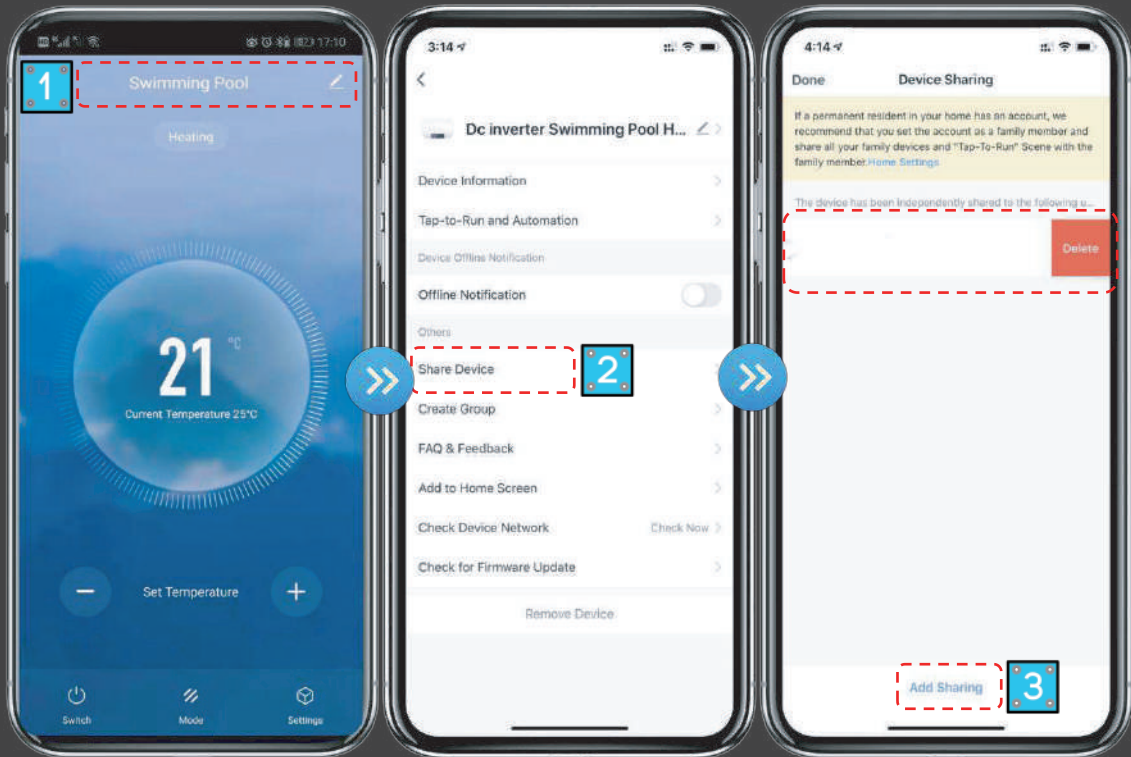 17:10
1
Swimming Pool
Heating
21 °C
Current Temperature 25°C
− Set Temperature +
Switch Mode Settings
3:14
Dc inverter Swimming Pool H...
Device Information
Tap-to-Run and Automation
Device Offline Notification
Offline Notification
Others
Share Device
2
Create Group
FAQ & Feedback
Add to Home Screen
Check Device Network Check Now
Check for Firmware Update
Remove Device
4:14
Done Device Sharing
If a permanent resident in your home has an account, we
recommend that you set the account as a family member and
share all your family devices and "Tap-To-Run" Scene with the
family member.Home Settings
The device has been independently shared to the following u...
Delete
Add Sharing
3